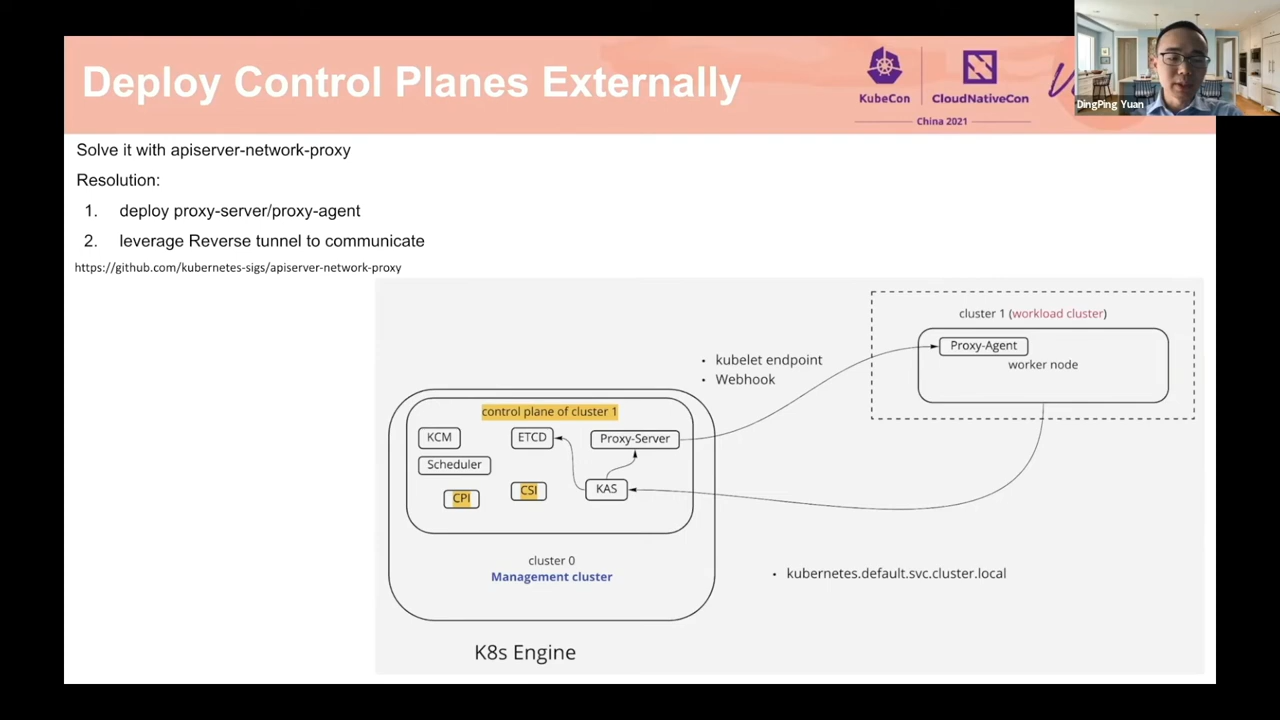 Deploy Control Planes Externally
KubeCon
CloudNativeCon
China 2021
DingPing Yuan
Solve it with apiserver-network-proxy
Resolution:
1. deploy proxy-server/proxy-agent
2. leverage Reverse tunnel to communicate
https://github.com/kubernetes-sigs/apiserver-network-proxy
cluster 1 (workload cluster)
Proxy-Agent
worker node
• kubelet endpoint
• Webhook
control plane of cluster 1
KCM
ETCD
Proxy-Server
Scheduler
CPI
CSI
KAS
cluster 0
Management cluster
• kubernetes.default.svc.cluster.local
K8s Engine